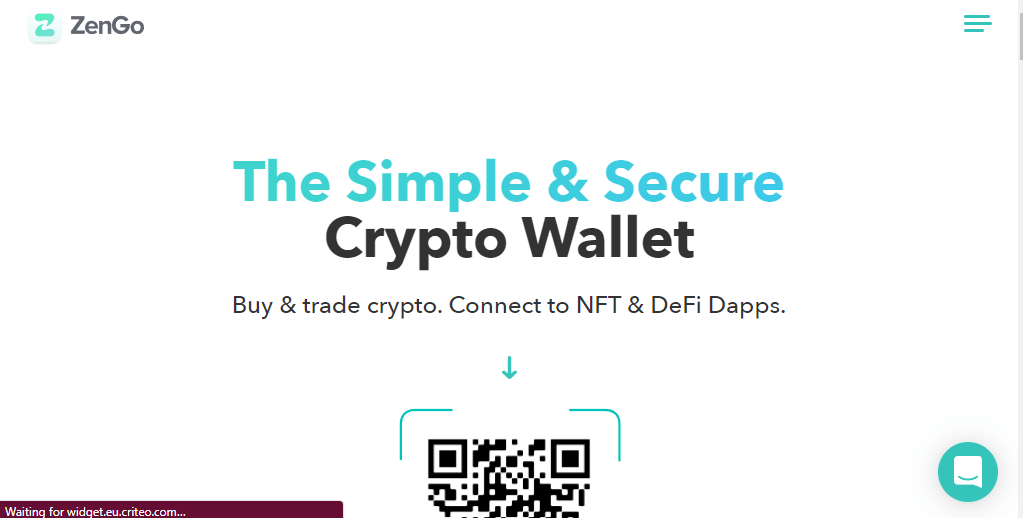 ZenGo
The Simple & Secure
Crypto Wallet
Buy & trade crypto. Connect to NFT & DeFi Dapps.
Waiting for widget.eu.criteo.com...